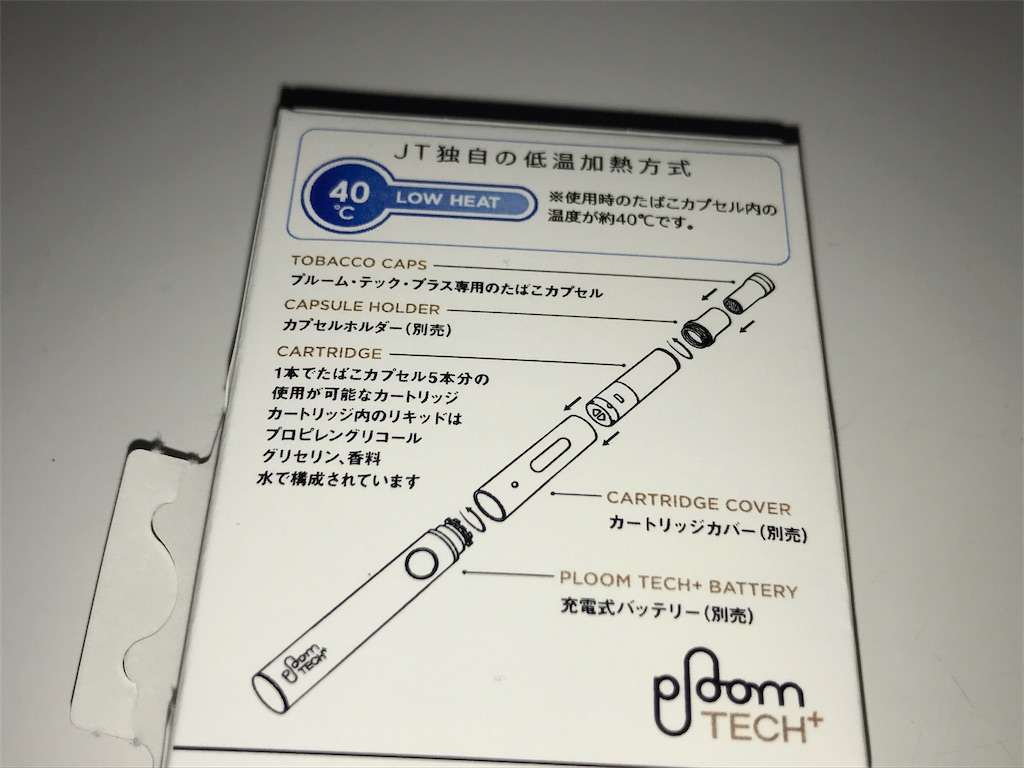 JT独自の低温加熱方式
40
℃
LOW HEAT
※使用時のたばこカプセル内の
温度が約40℃です。
TOBACCO CAPS
プルーム・テック・プラス専用のたばこカプセル
CAPSULE HOLDER
カプセルホルダー(別売)
CARTRIDGE
1本でたばこカプセル5本分の
使用が可能なカートリッジ
カートリッジ内のリキッドは
プロピレングリコール
グリセリン、香料
水で構成されています
CARTRIDGE COVER
カートリッジカバー(別売)
PLOOM TECH+ BATTERY
充電式バッテリー(別売)
ploom
TECH+
ploom
TECH+